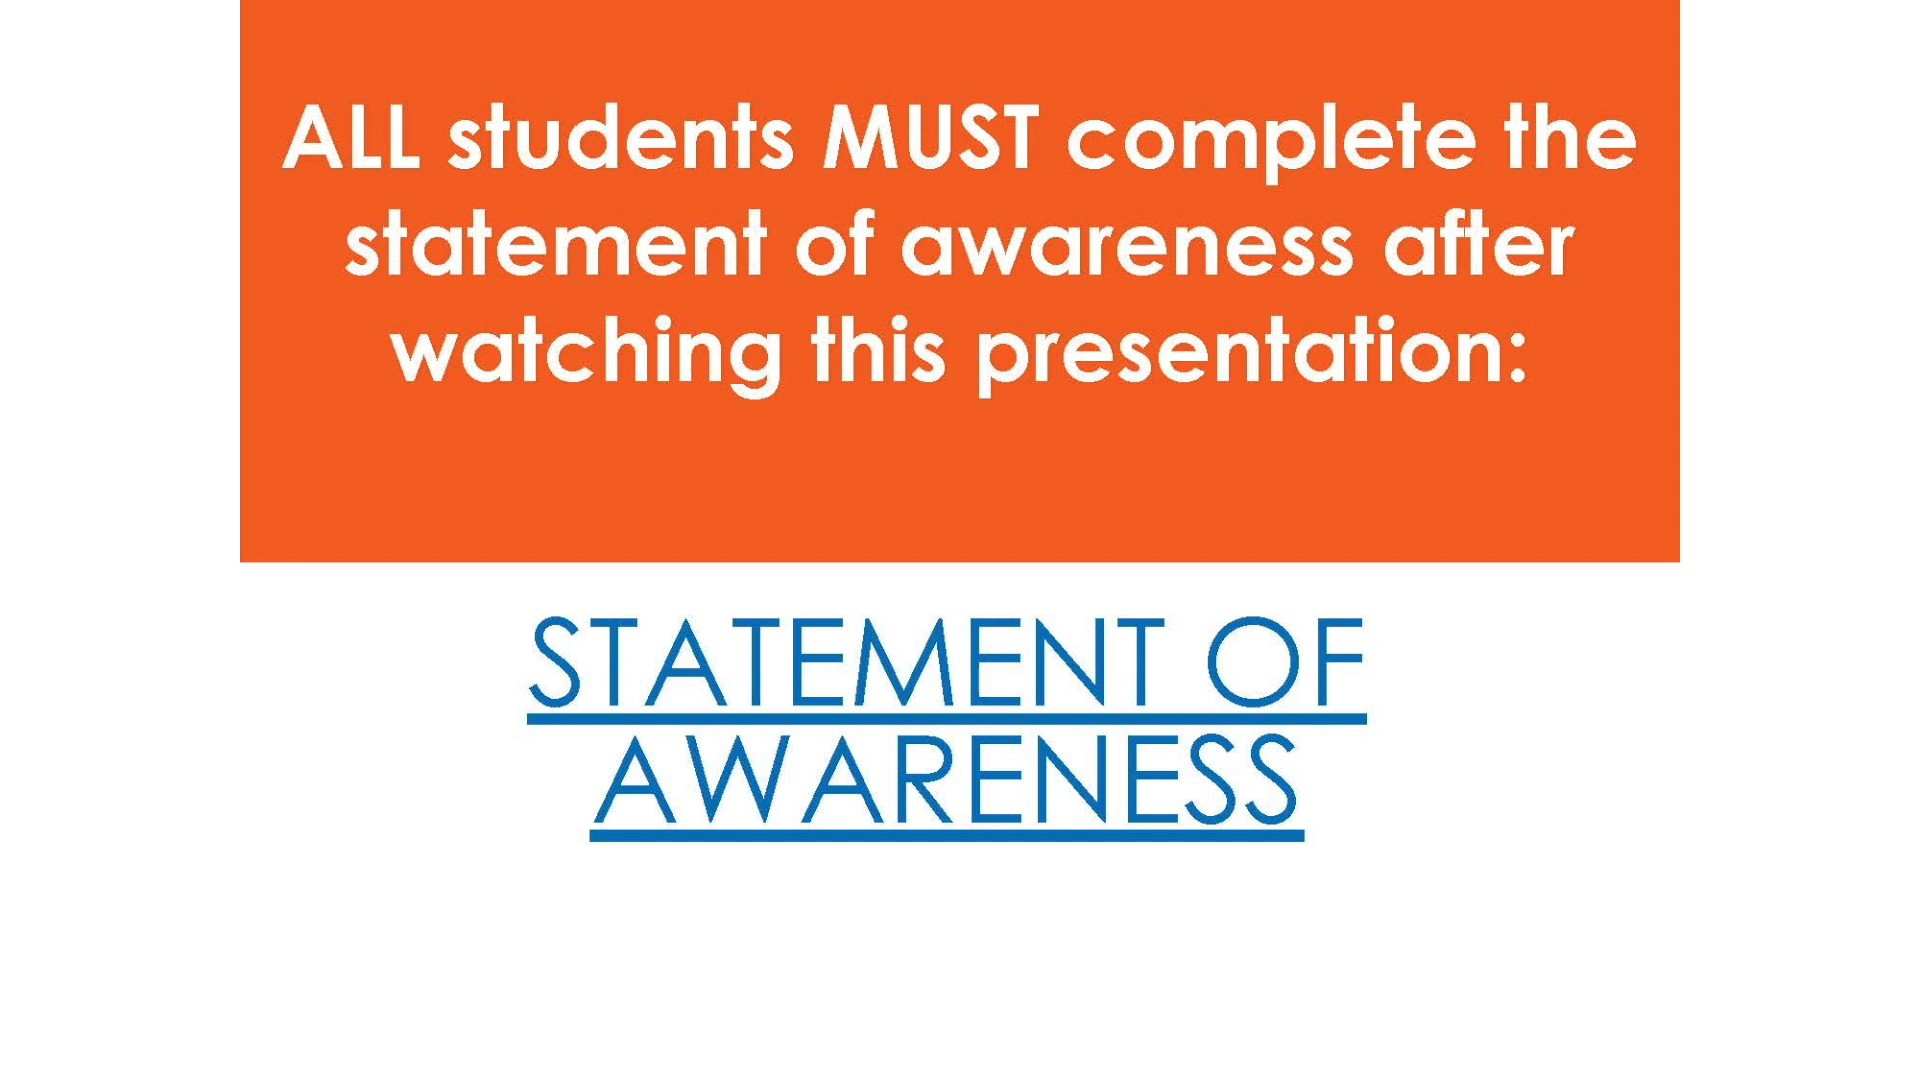 ALL students MUST complete the
statement of awareness after
watching this presentation:
STATEMENT OF
AWARENESS